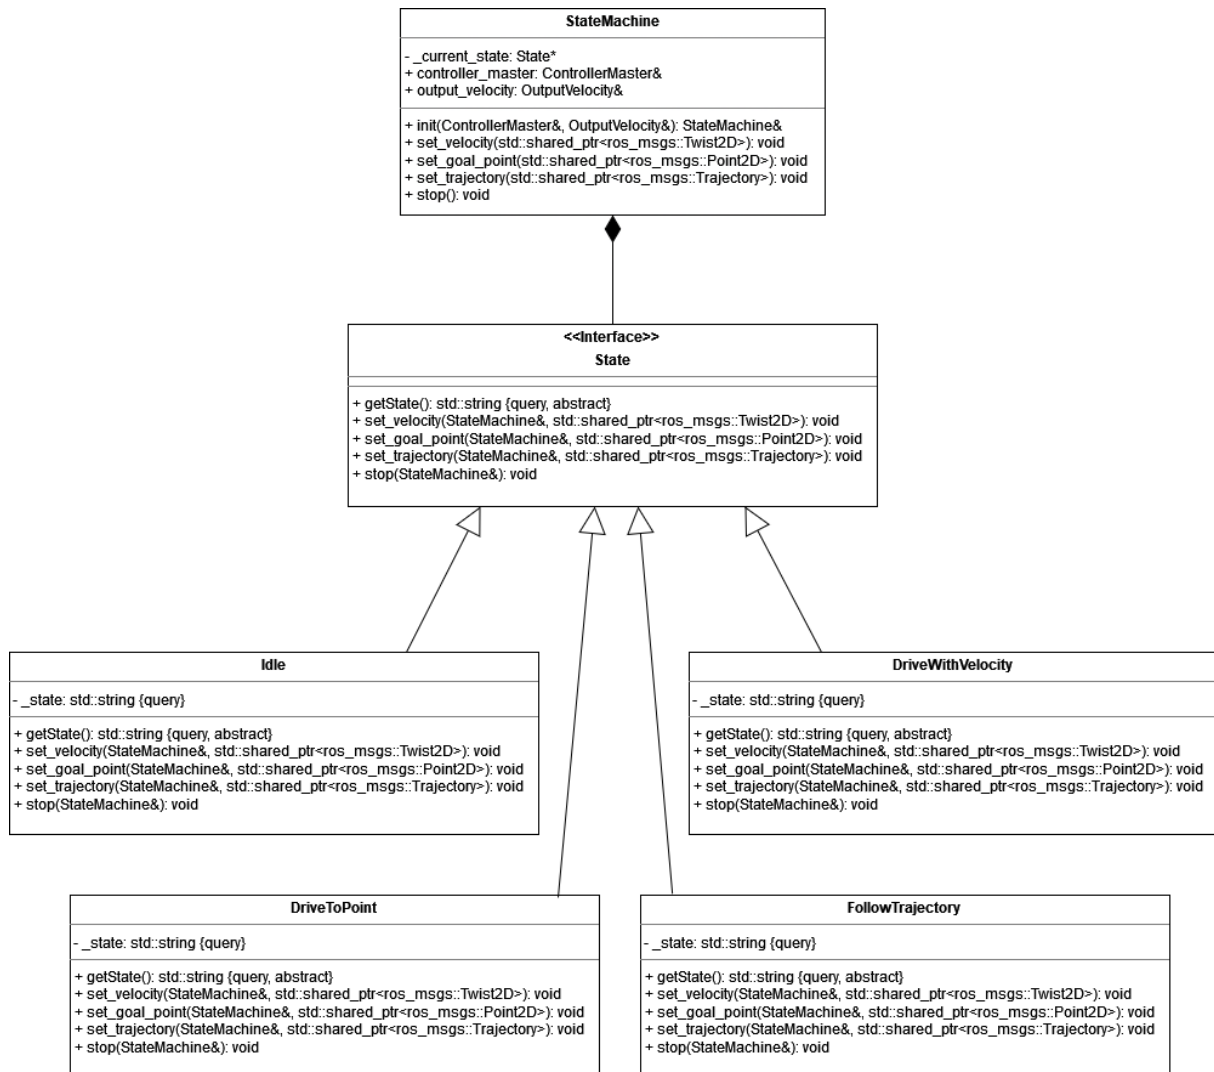 StateMachine
- _current_state: State*
+ controller_master: ControllerMaster&
+ output_velocity: OutputVelocity&
+ init(ControllerMaster&, OutputVelocity&): StateMachine&
+ set_velocity(std::shared_ptr<ros_msgs::Twist2D>): void
+ set_goal_point(std::shared_ptr<ros_msgs::Point2D>): void
+ set_trajectory(std::shared_ptr<ros_msgs::Trajectory>): void
+ stop(): void
<<Interface>>
State
+ getState(): std::string {query, abstract}
+ set_velocity(StateMachine&, std::shared_ptr<ros_msgs::Twist2D>): void
+ set_goal_point(StateMachine&, std::shared_ptr<ros_msgs::Point2D>): void
+ set_trajectory(StateMachine&, std::shared_ptr<ros_msgs::Trajectory>): void
+ stop(StateMachine&): void
Idle
- _state: std::string {query}
+ getState(): std::string {query, abstract}
+ set_velocity(StateMachine&, std::shared_ptr<ros_msgs::Twist2D>): void
+ set_goal_point(StateMachine&, std::shared_ptr<ros_msgs::Point2D>): void
+ set_trajectory(StateMachine&, std::shared_ptr<ros_msgs::Trajectory>): void
+ stop(StateMachine&): void
DriveWithVelocity
- _state: std::string {query}
+ getState(): std::string {query, abstract}
+ set_velocity(StateMachine&, std::shared_ptr<ros_msgs::Twist2D>): void
+ set_goal_point(StateMachine&, std::shared_ptr<ros_msgs::Point2D>): void
+ set_trajectory(StateMachine&, std::shared_ptr<ros_msgs::Trajectory>): void
+ stop(StateMachine&): void
DriveToPoint
- _state: std::string {query}
+ getState(): std::string {query, abstract}
+ set_velocity(StateMachine&, std::shared_ptr<ros_msgs::Twist2D>): void
+ set_goal_point(StateMachine&, std::shared_ptr<ros_msgs::Point2D>): void
+ set_trajectory(StateMachine&, std::shared_ptr<ros_msgs::Trajectory>): void
+ stop(StateMachine&): void
FollowTrajectory
- _state: std::string {query}
+ getState(): std::string {query, abstract}
+ set_velocity(StateMachine&, std::shared_ptr<ros_msgs::Twist2D>): void
+ set_goal_point(StateMachine&, std::shared_ptr<ros_msgs::Point2D>): void
+ set_trajectory(StateMachine&, std::shared_ptr<ros_msgs::Trajectory>): void
+ stop(StateMachine&): void